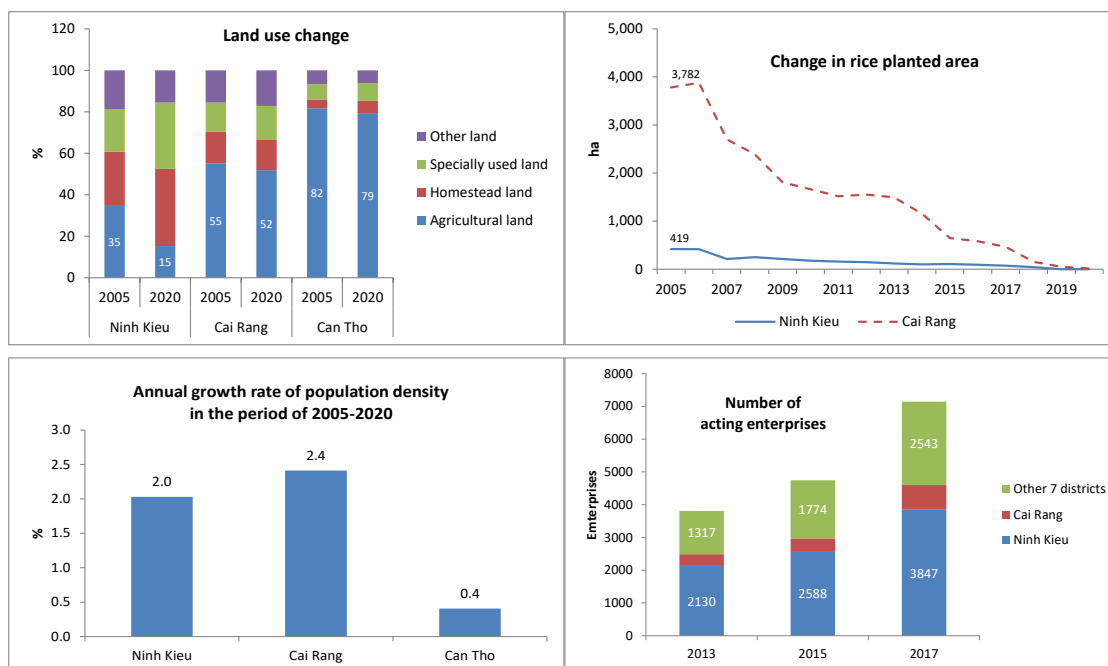 Land use change
120
100
80
60
40
20
0
%
35
15
55
52
82
79
Other land
Specially used land
Homestead land
Agricultural land
2005 2020 2005 2020 2005 2020
Ninh Kieu Cai Rang Can Tho
Change in rice planted area
5,000
4,000
3,000
2,000
1,000
0
ha
3,782
419
2005 2007 2009 2011 2013 2015 2017 2019
Ninh Kieu Cai Rang
Annual growth rate of population density
in the period of 2005-2020
3.0
2.5
2.0
1.5
1.0
0.5
0.0
%
2.0
2.4
0.4
Ninh Kieu Cai Rang Can Tho
Number of
acting enterprises
8000
7000
6000
5000
4000
3000
2000
1000
0
Emterprises
1317
2130
1774
2588
2543
3847
Other 7 districts
Cai Rang
Ninh Kieu
2013 2015 2017